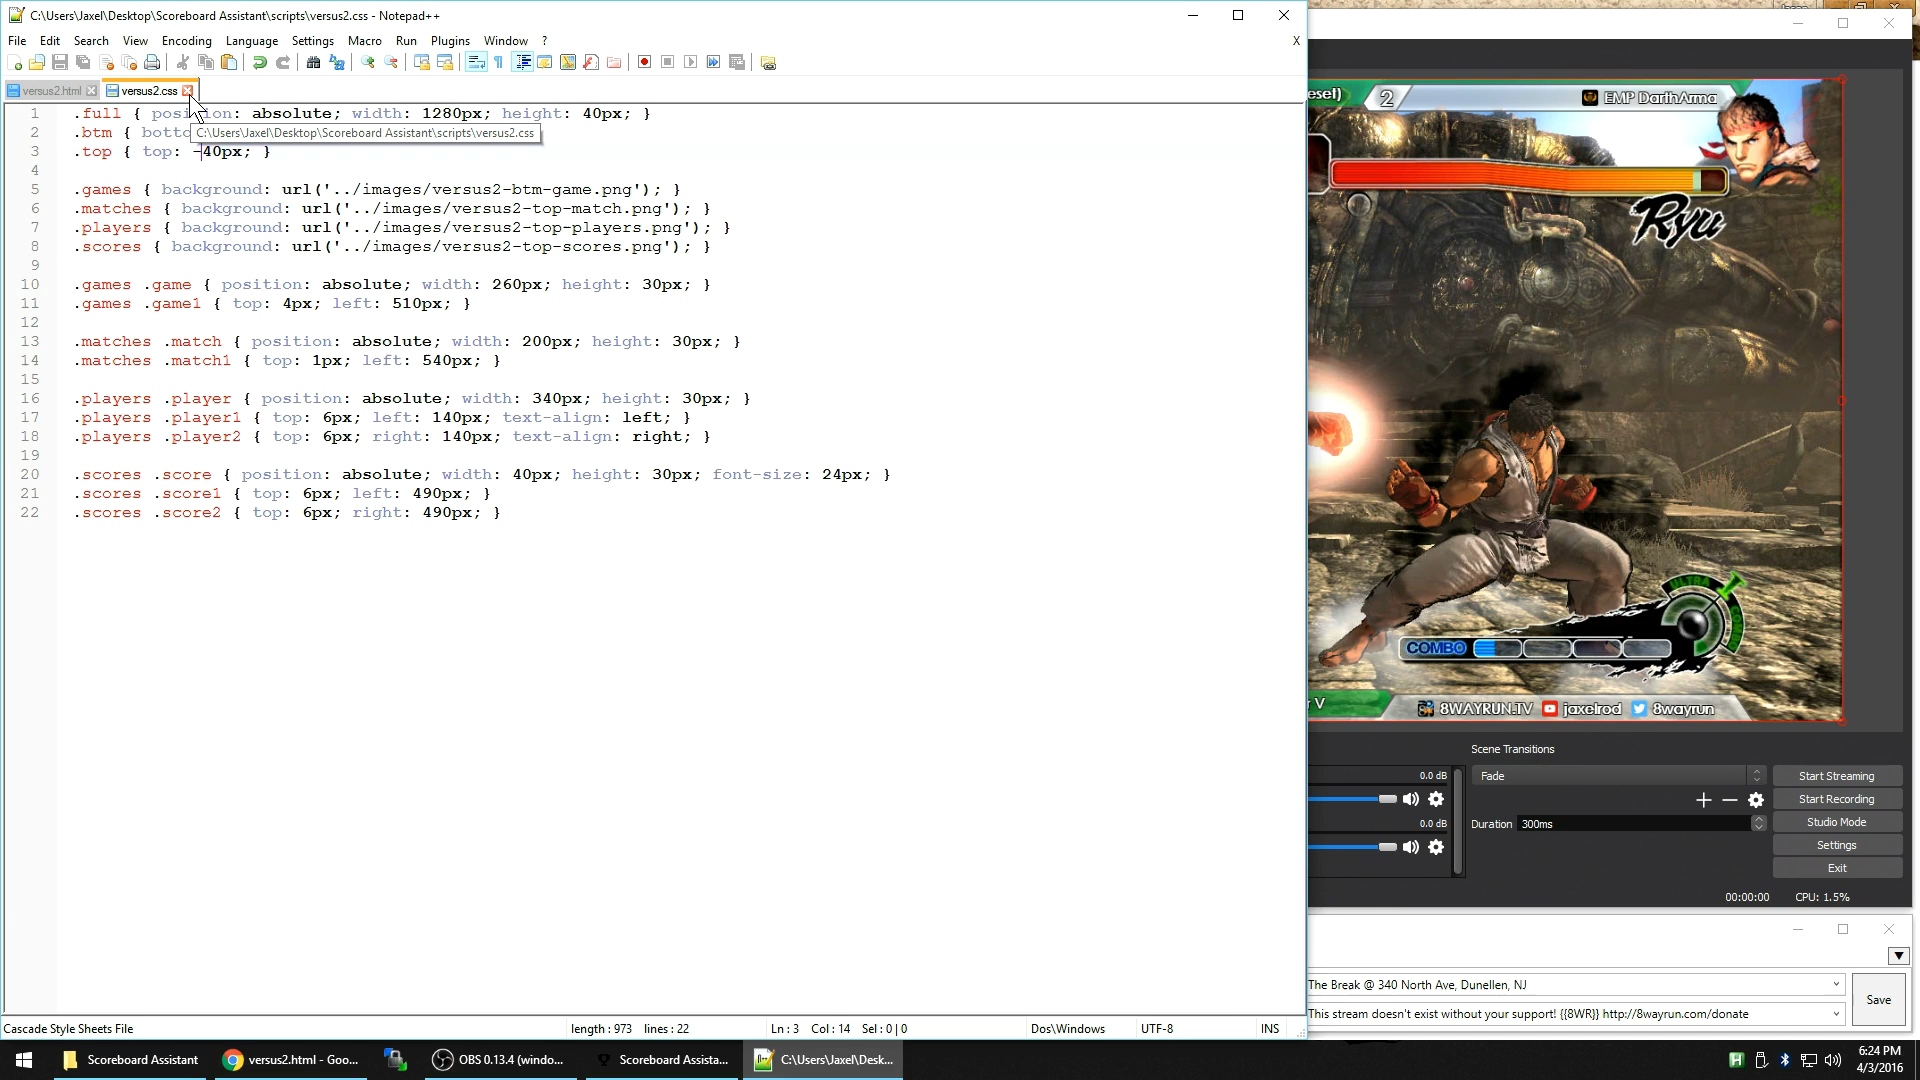 C:\Users\Jaxel\Desktop\Scoreboard Assistant\scripts\versus2.css - Notepad++
File Edit Search View Encoding Language Settings Macro Run Plugins Window ? X
versus2.html versus2.css
1 .full { position: absolute; width: 1280px; height: 40px; }
2 .btm { botto
C:\Users\Jaxel\Desktop\Scoreboard Assistant\scripts\versus2.css
3 .top { top: -40px; }
4
5 .games { background: url('../images/versus2-btm-game.png'); }
6 .matches { background: url('../images/versus2-top-match.png'); }
7 .players { background: url('../images/versus2-top-players.png'); }
8 .scores { background: url('../images/versus2-top-scores.png'); }
9
10 .games .game { position: absolute; width: 260px; height: 30px; }
11 .games .game1 { top: 4px; left: 510px; }
12
13 .matches .match { position: absolute; width: 200px; height: 30px; }
14 .matches .match1 { top: 1px; left: 540px; }
15
16 .players .player { position: absolute; width: 340px; height: 30px; }
17 .players .player1 { top: 6px; left: 140px; text-align: left; }
18 .players .player2 { top: 6px; right: 140px; text-align: right; }
19
20 .scores .score { position: absolute; width: 40px; height: 30px; font-size: 24px; }
21 .scores .score1 { top: 6px; left: 490px; }
22 .scores .score2 { top: 6px; right: 490px; }
Cascade Style Sheets File length : 973 lines : 22 Ln : 3 Col : 14 Sel : 0 | 0 Dos\Windows UTF-8 INS
eset) 2 EMP DarthArma
Ryu
ULTRA
COMBO
COMBO
V 8WAYRUN.TV jaxelrod 8wayrun
Scene Transitions
0.0 dB Fade Start Streaming
Start Recording
0.0 dB Duration 300ms Studio Mode
Settings
Exit
00:00:00 CPU: 1.5%
The Break @ 340 North Ave, Dunellen, NJ
Save
This stream doesn't exist without your support! {{8WR}} http://8wayrun.com/donate
Scoreboard Assistant versus2.html - Goo... OBS 0.13.4 (windo... Scoreboard Assista... C:\Users\Jaxel\Desk...
6:24 PM
4/3/2016